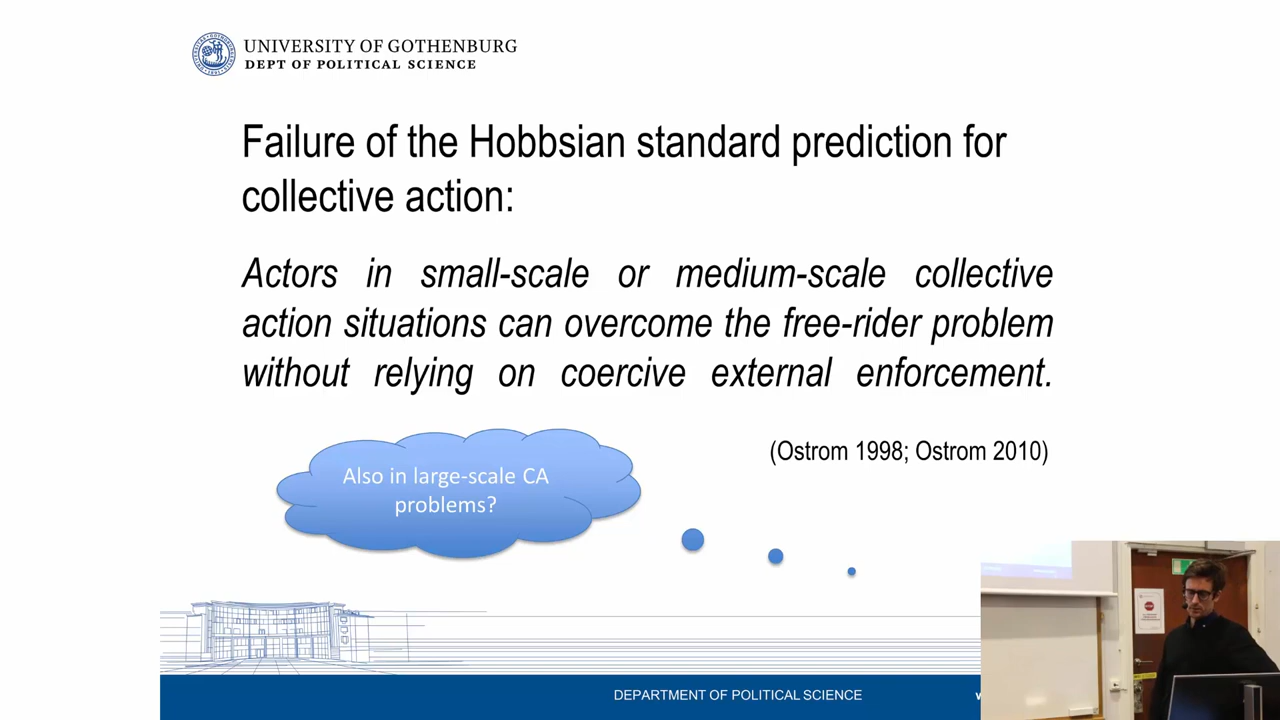 UNIVERSITY OF GOTHENBURG
DEPT OF POLITICAL SCIENCE
Failure of the Hobbsian standard prediction for
collective action:
Actors in small-scale or medium-scale collective
action situations can overcome the free-rider problem
without relying on coercive external enforcement.
(Ostrom 1998; Ostrom 2010)
Also in large-scale CA
problems?
DEPARTMENT OF POLITICAL SCIENCE